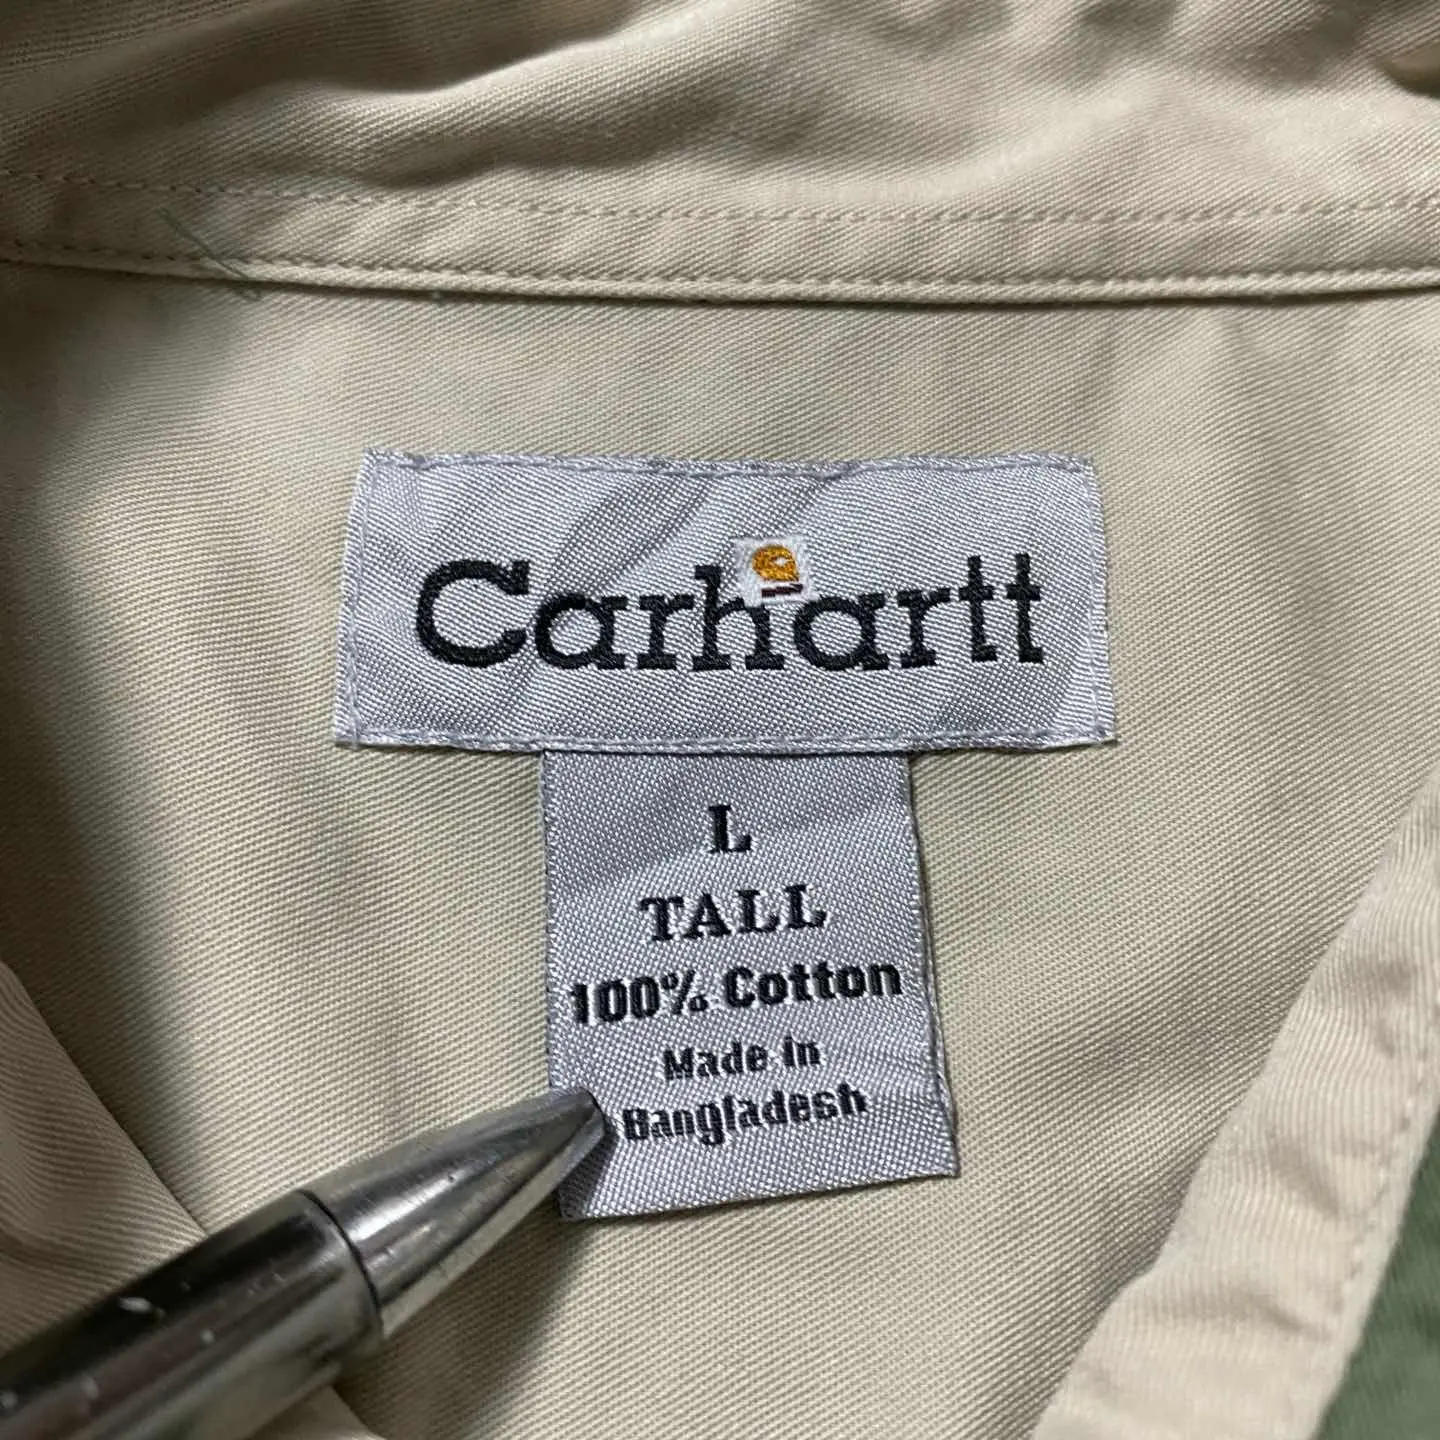 Carhartt
L
TALL
100% Cotton
Made in
Bangladesh